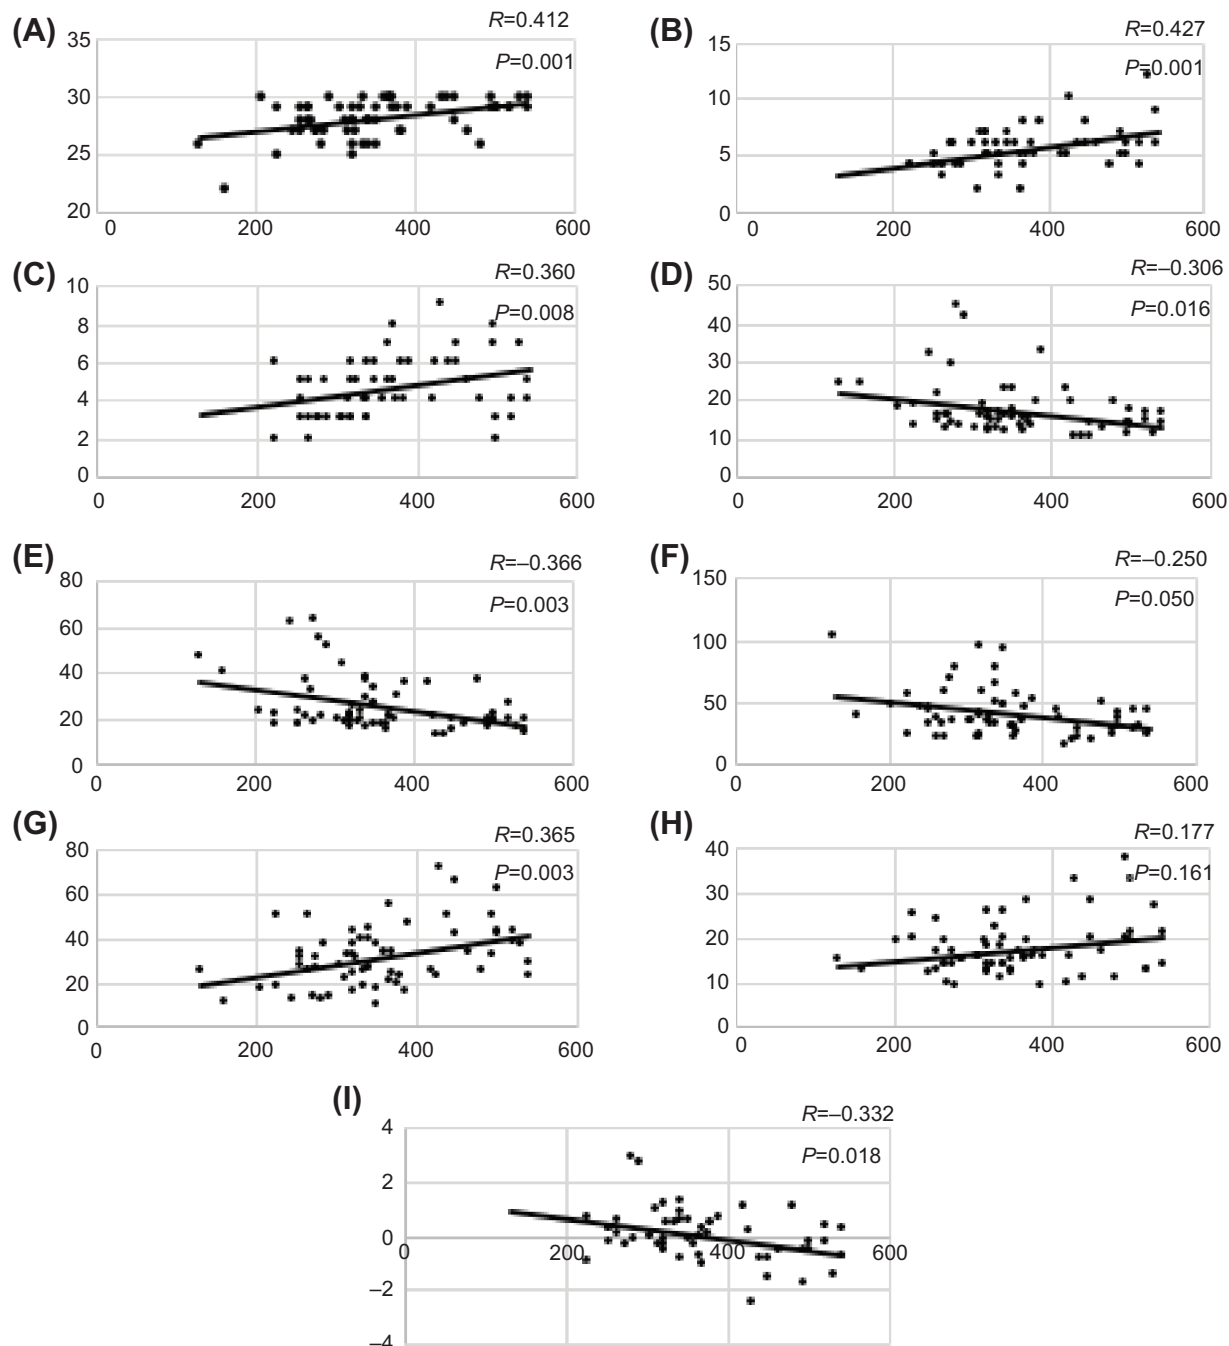 (A)
R=0.412
P=0.001
35
30
25
20
0 200 400 600
(B)
R=0.427
P=0.001
15
10
5
0
0 200 400 600
(C)
R=0.360
P=0.008
10
8
6
4
2
0
0 200 400 600
(D)
R=–0.306
P=0.016
50
40
30
20
10
0
0 200 400 600
(E)
R=–0.366
P=0.003
80
60
40
20
0
0 200 400 600
(F)
R=–0.250
P=0.050
150
100
50
0
0 200 400 600
(G)
R=0.365
P=0.003
80
60
40
20
0
0 200 400 600
(H)
R=0.177
P=0.161
40
30
20
10
0
0 200 400 600
(I)
R=–0.332
P=0.018
4
2
0
0 200 400 600
–2
–4